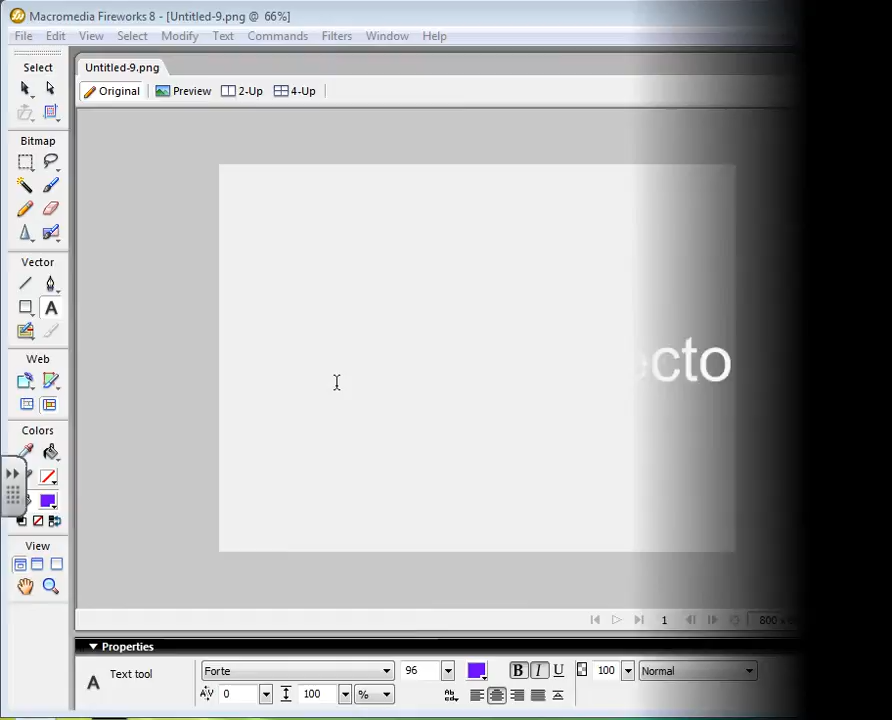 Macromedia Fireworks 8 - [Untitled-9.png @ 66%]
File Edit View Select Modify Text Commands Filters Window Help
Select
Untitled-9.png
Original Preview 2-Up 4-Up
Bitmap
Vector
A
ecto
Web
Colors
View
1
800 x
Properties
A Text tool Forte 96 B I U 100 Normal
0 100 %